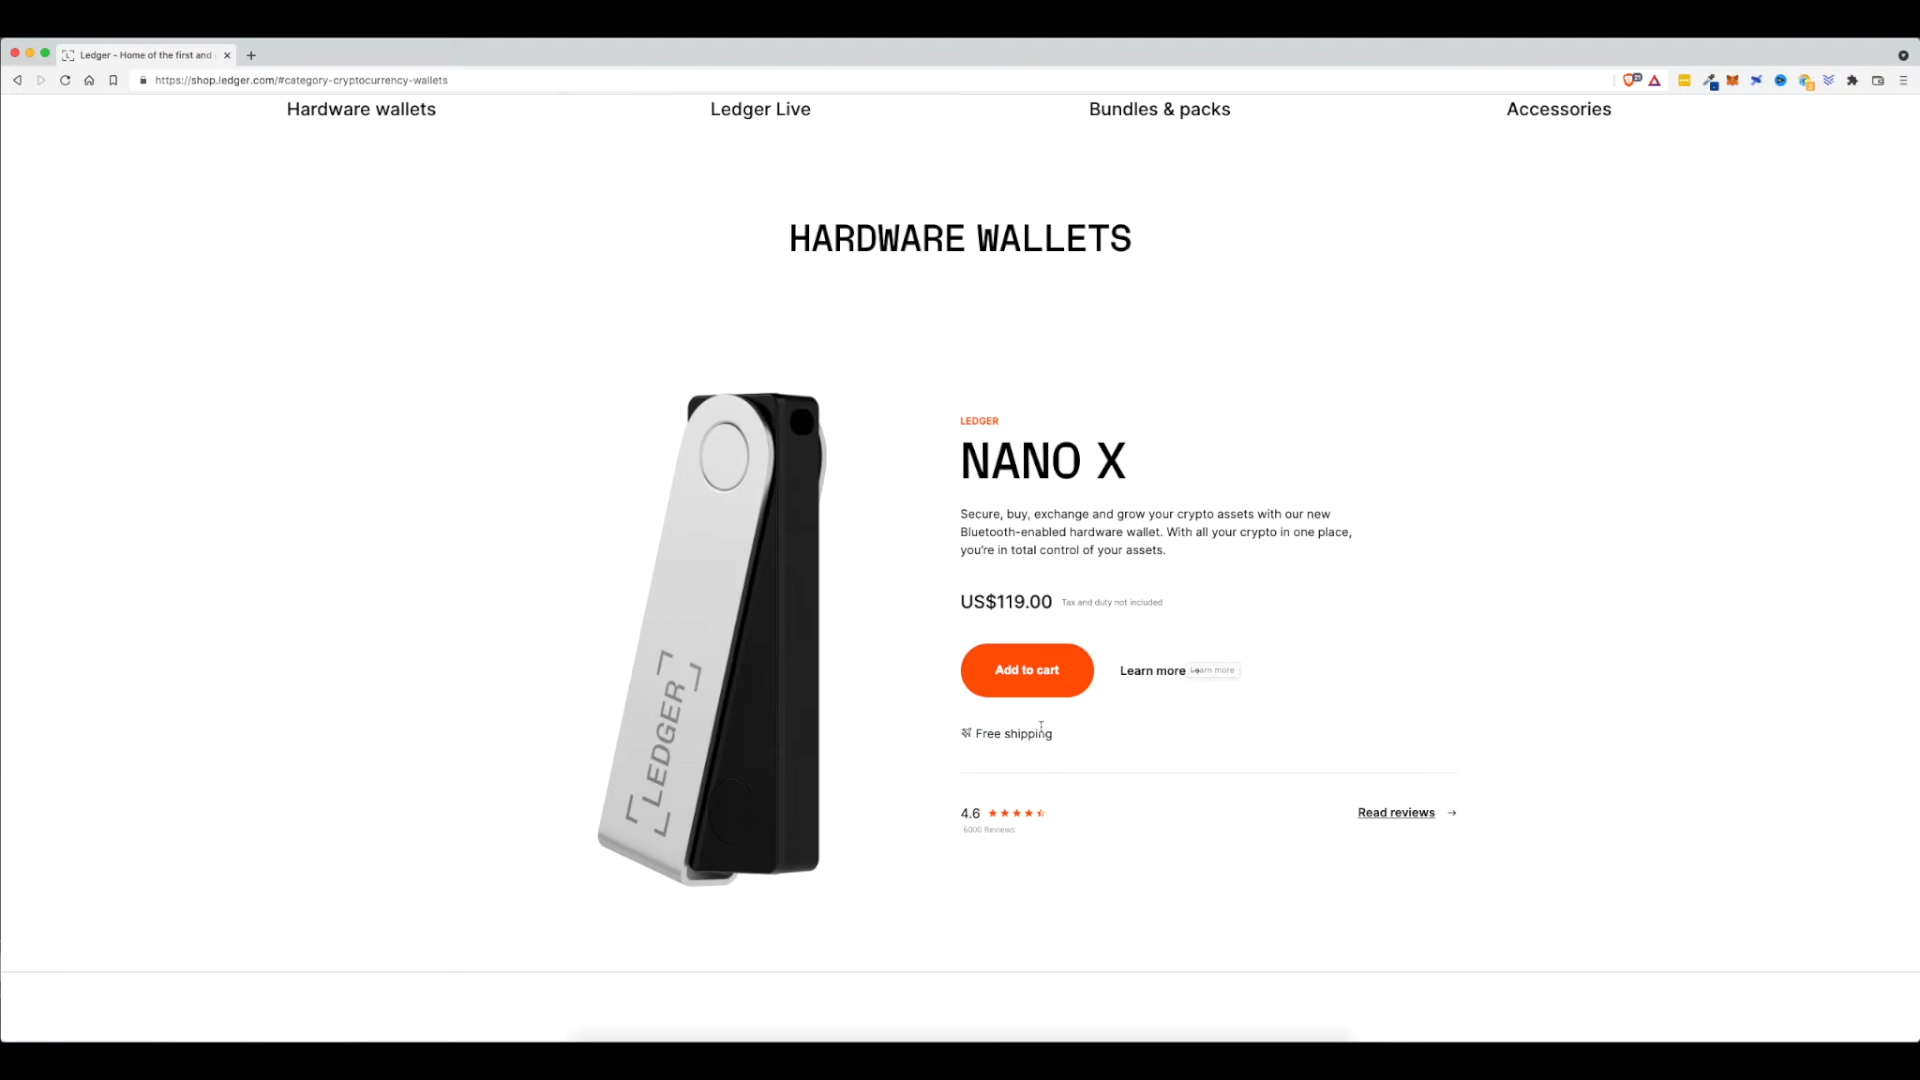 Ledger - Home of the first and
https://shop.ledger.com/#category-cryptocurrency-wallets
Hardware wallets
Ledger Live
Bundles & packs
Accessories
HARDWARE WALLETS
LEDGER
LEDGER
NANO X
Secure, buy, exchange and grow your crypto assets with our new
Bluetooth-enabled hardware wallet. With all your crypto in one place,
you're in total control of your assets.
US$119.00 Tax and duty not included
Add to cart
Learn more
Learn more
Free shipping
4.6
Read reviews →
6000 Reviews